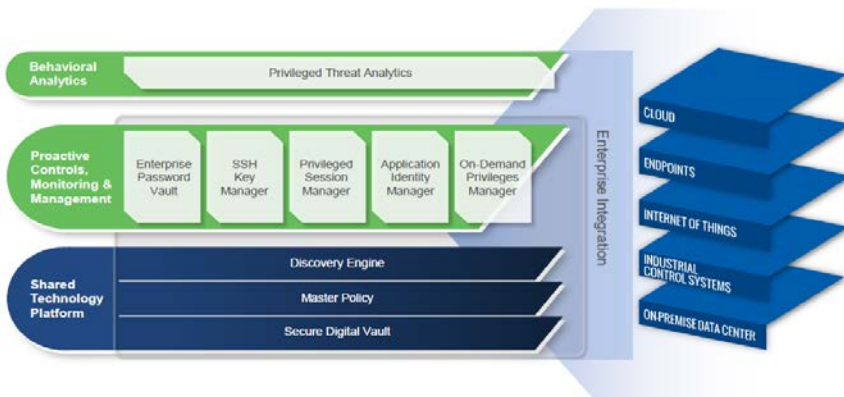 Behavioral
Analytics
Privileged Threat Analytics
Proactive
Controls,
Monitoring &
Management
Enterprise
Password
Vault
SSH
Key
Manager
Privileged
Session
Manager
Application
Identity
Manager
On-Demand
Privileges
Manager
Shared
Technology
Platform
Discovery Engine
Master Policy
Secure Digital Vault
Enterprise Integration
CLOUD
ENDPOINTS
INTERNET OF THINGS
INDUSTRIAL
CONTROL SYSTEMS
ON-PREMISE DATA CENTER